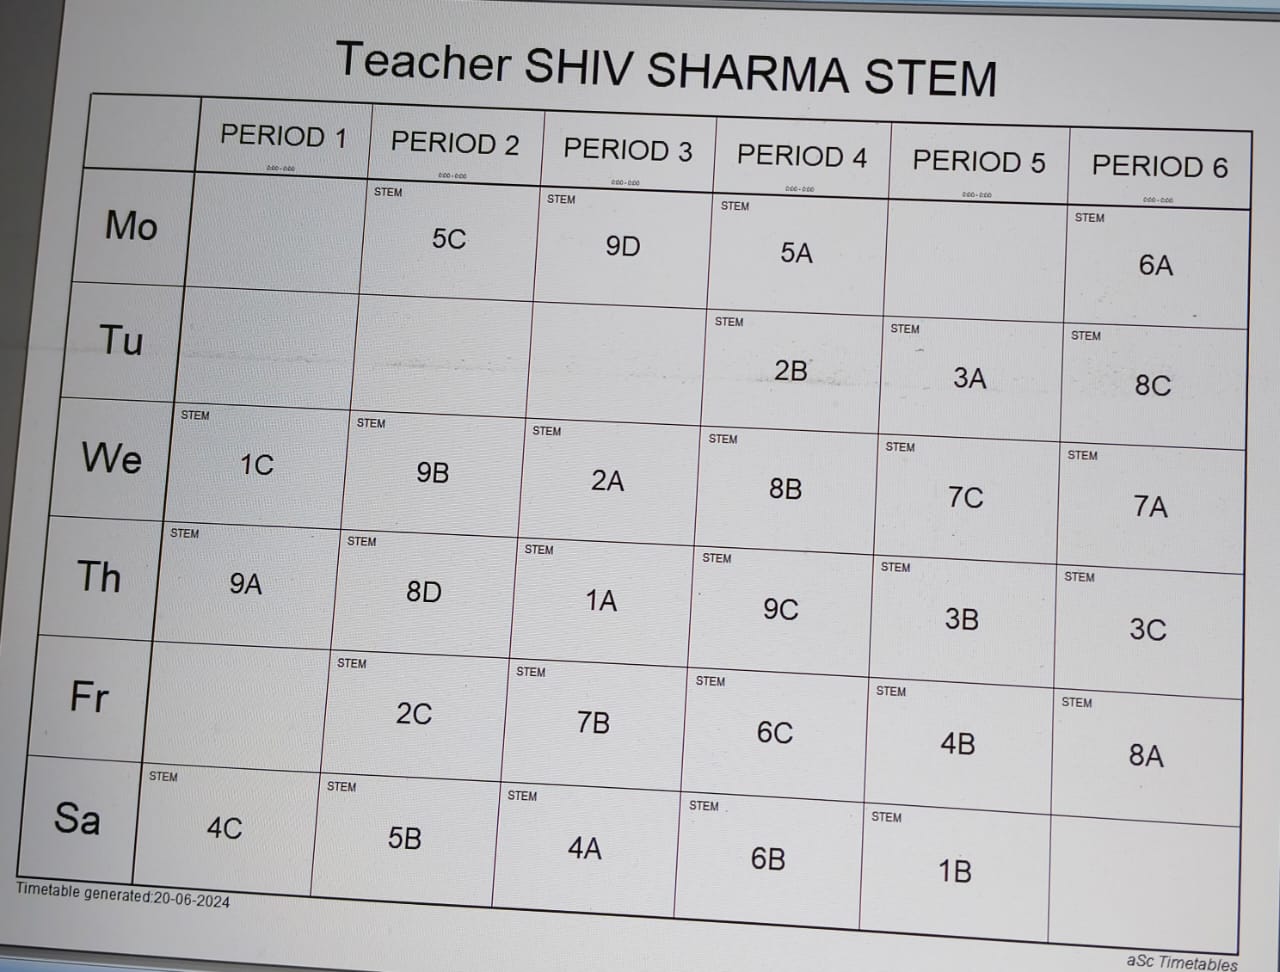 Teacher SHIV SHARMA STEM
PERIOD 1 PERIOD 2 PERIOD 3 PERIOD 4 PERIOD 5 PERIOD 6
0:00 - 0:00 0:00 - 0:00 0:00 - 0:00 0:00 - 0:00 0:00 - 0:00 0:00 - 0:00
STEM STEM STEM STEM
Mo 5C 9D 5A 6A
STEM STEM STEM
Tu 2B 3A 8C
STEM STEM STEM STEM STEM STEM
We 1C 9B 2A 8B 7C 7A
STEM STEM STEM STEM STEM STEM
Th 9A 8D 1A 9C 3B 3C
STEM STEM STEM STEM STEM
Fr 2C 7B 6C 4B 8A
STEM STEM STEM STEM STEM
Sa 4C 5B 4A 6B 1B
Timetable generated:20-06-2024
aSc Timetables